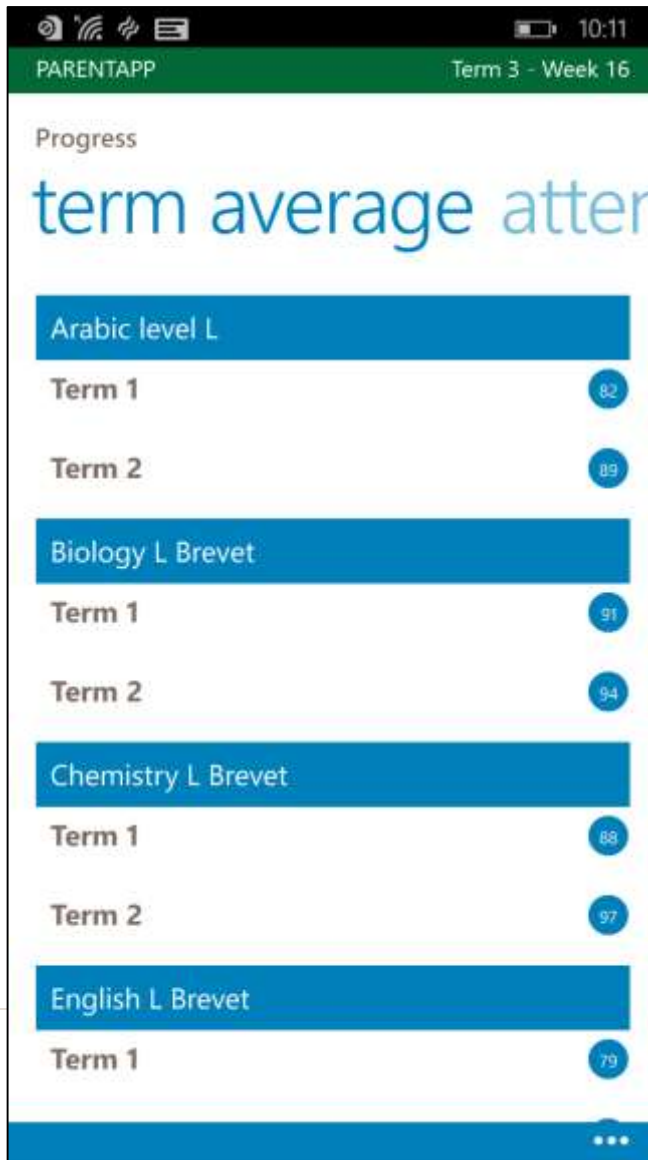 10:11
PARENTAPP Term 3 - Week 16
Progress
term average atter
Arabic level L
Term 1 82
Term 2 89
Biology L Brevet
Term 1 91
Term 2 94
Chemistry L Brevet
Term 1 88
Term 2 97
English L Brevet
Term 1 79